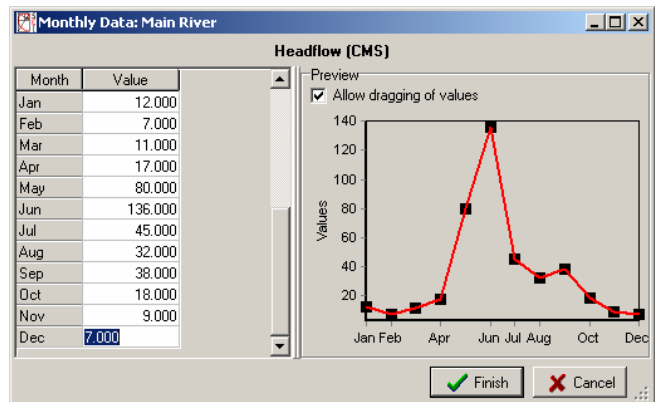 Monthly Data: Main River
Headflow (CMS)
Month Value
Jan 12.000
Feb 7.000
Mar 11.000
Apr 17.000
May 80.000
Jun 136.000
Jul 45.000
Aug 32.000
Sep 38.000
Oct 18.000
Nov 9.000
Dec 7.000
Preview
Allow dragging of values
140
120
100
80
60
40
20
Values
Jan Feb Apr Jun Jul Aug Oct Dec
Finish Cancel